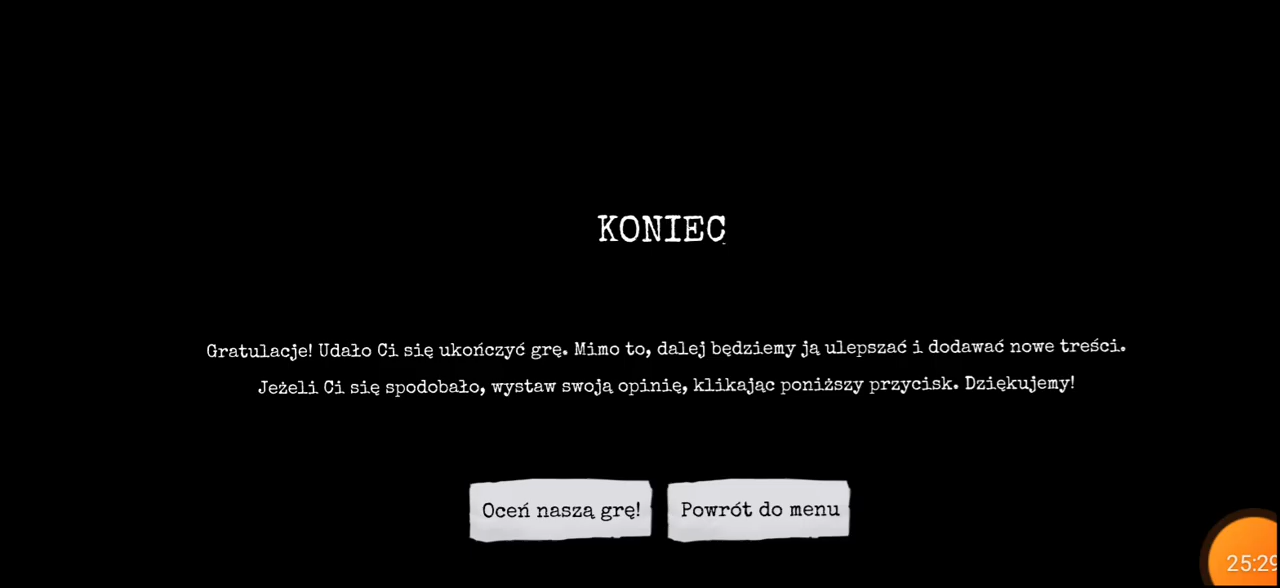 KONIEC
Gratulacje! Udało Ci się ukończyć grę. Mimo to, dalej będziemy ją ulepszać i dodawać nowe treści.
Jeżeli Ci się spodobało, wystaw swoją opinię, klikając poniższy przycisk. Dziękujemy!
Oceń naszą grę!
Powrót do menu
25:29